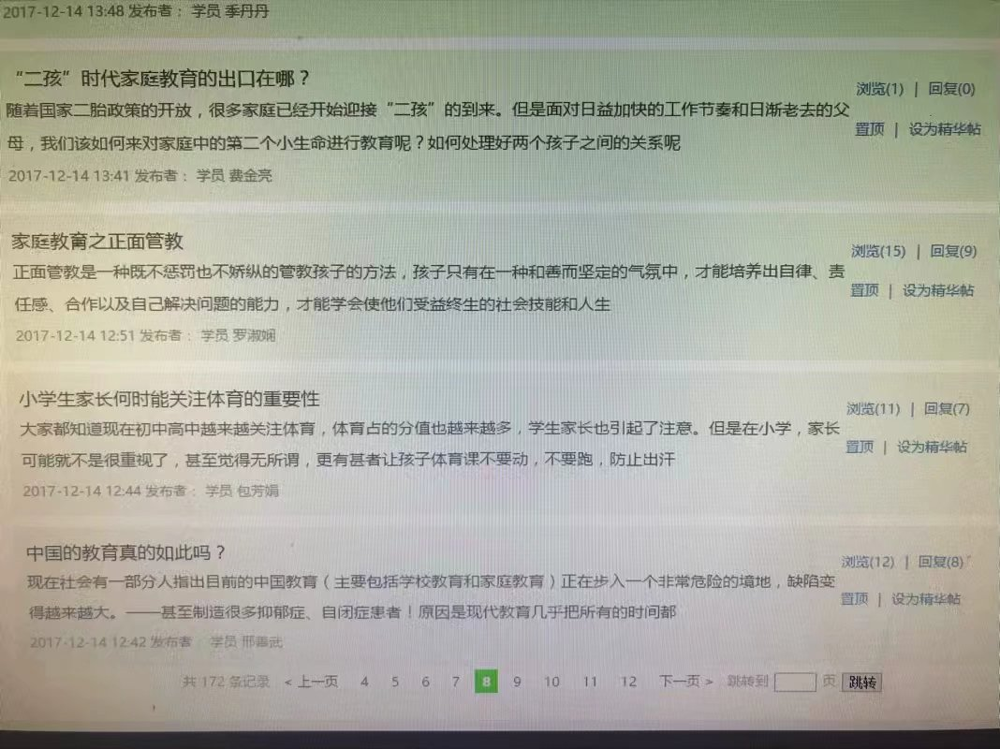 2017-12-14 13:48 发布者： 学员 季丹丹
“二孩”时代家庭教育的出口在哪？
浏览(1) | 回复(0)
随着国家二胎政策的开放，很多家庭已经开始迎接“二孩”的到来。但是面对日益加快的工作节奏和日渐老去的父
置顶 | 设为精华帖
母，我们该如何来对家庭中的第二个小生命进行教育呢？如何处理好两个孩子之间的关系呢
2017-12-14 13:41 发布者： 学员 费金亮
家庭教育之正面管教
浏览(15) | 回复(9)
正面管教是一种既不惩罚也不娇纵的管教孩子的方法，孩子只有在一种和善而坚定的气氛中，才能培养出自律、责
置顶 | 设为精华帖
任感、合作以及自己解决问题的能力，才能学会使他们受益终生的社会技能和人生
2017-12-14 12:51 发布者： 学员 罗淑娴
小学生家长何时能关注体育的重要性
浏览(11) | 回复(7)
大家都知道现在初中高中越来越关注体育，体育占的分值也越来越多，学生家长也引起了注意。但是在小学，家长
置顶 | 设为精华帖
可能就不是很重视了，甚至觉得无所谓，更有甚者让孩子体育课不要动，不要跑，防止出汗
2017-12-14 12:44 发布者： 学员 包芳娟
中国的教育真的如此吗？
浏览(12) | 回复(8)
现在社会有一部分人指出目前的中国教育（主要包括学校教育和家庭教育）正在步入一个非常危险的境地，缺陷变
置顶 | 设为精华帖
得越来越大。——甚至制造很多抑郁症、自闭症患者！原因是现代教育几乎把所有的时间都
2017-12-14 12:42 发布者： 学员 邢善武
共 172 条记录 < 上一页 4 5 6 7 8 9 10 11 12 下一页 > 跳转到 页 跳转